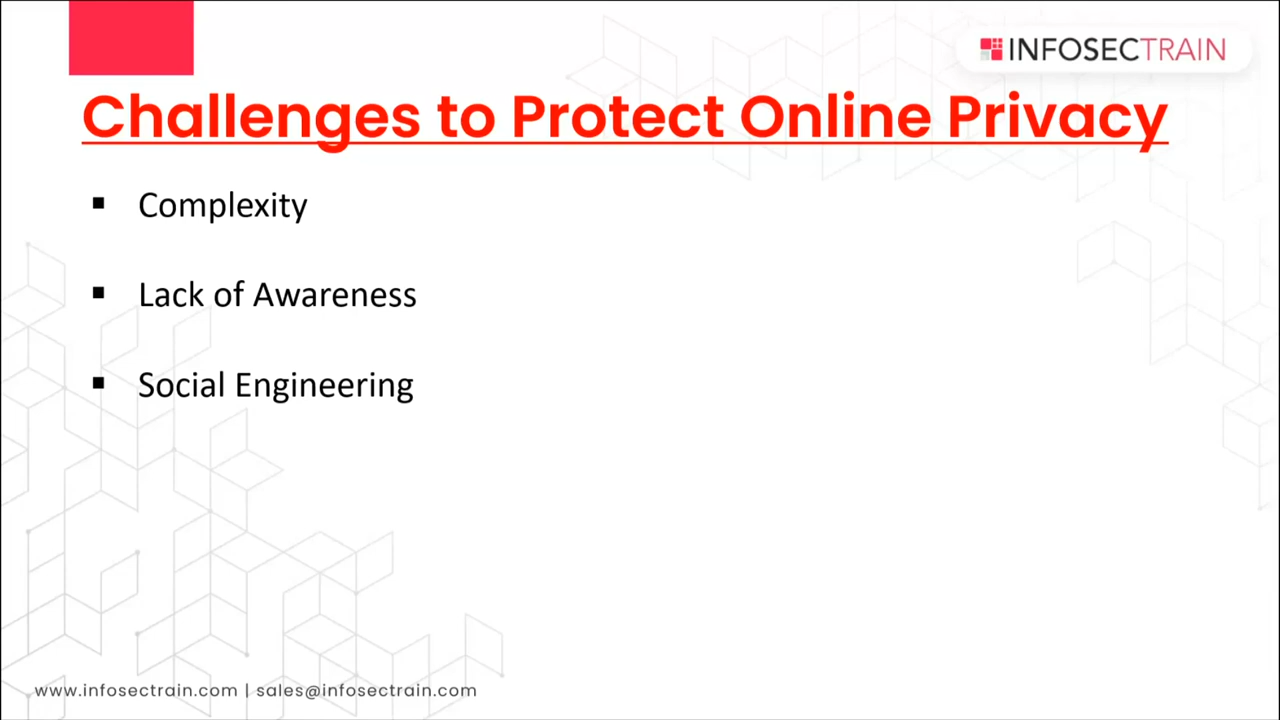 INFOSECTRAIN
Challenges to Protect Online Privacy
▪ Complexity
▪ Lack of Awareness
▪ Social Engineering
www.infosectrain.com | sales@infosectrain.com